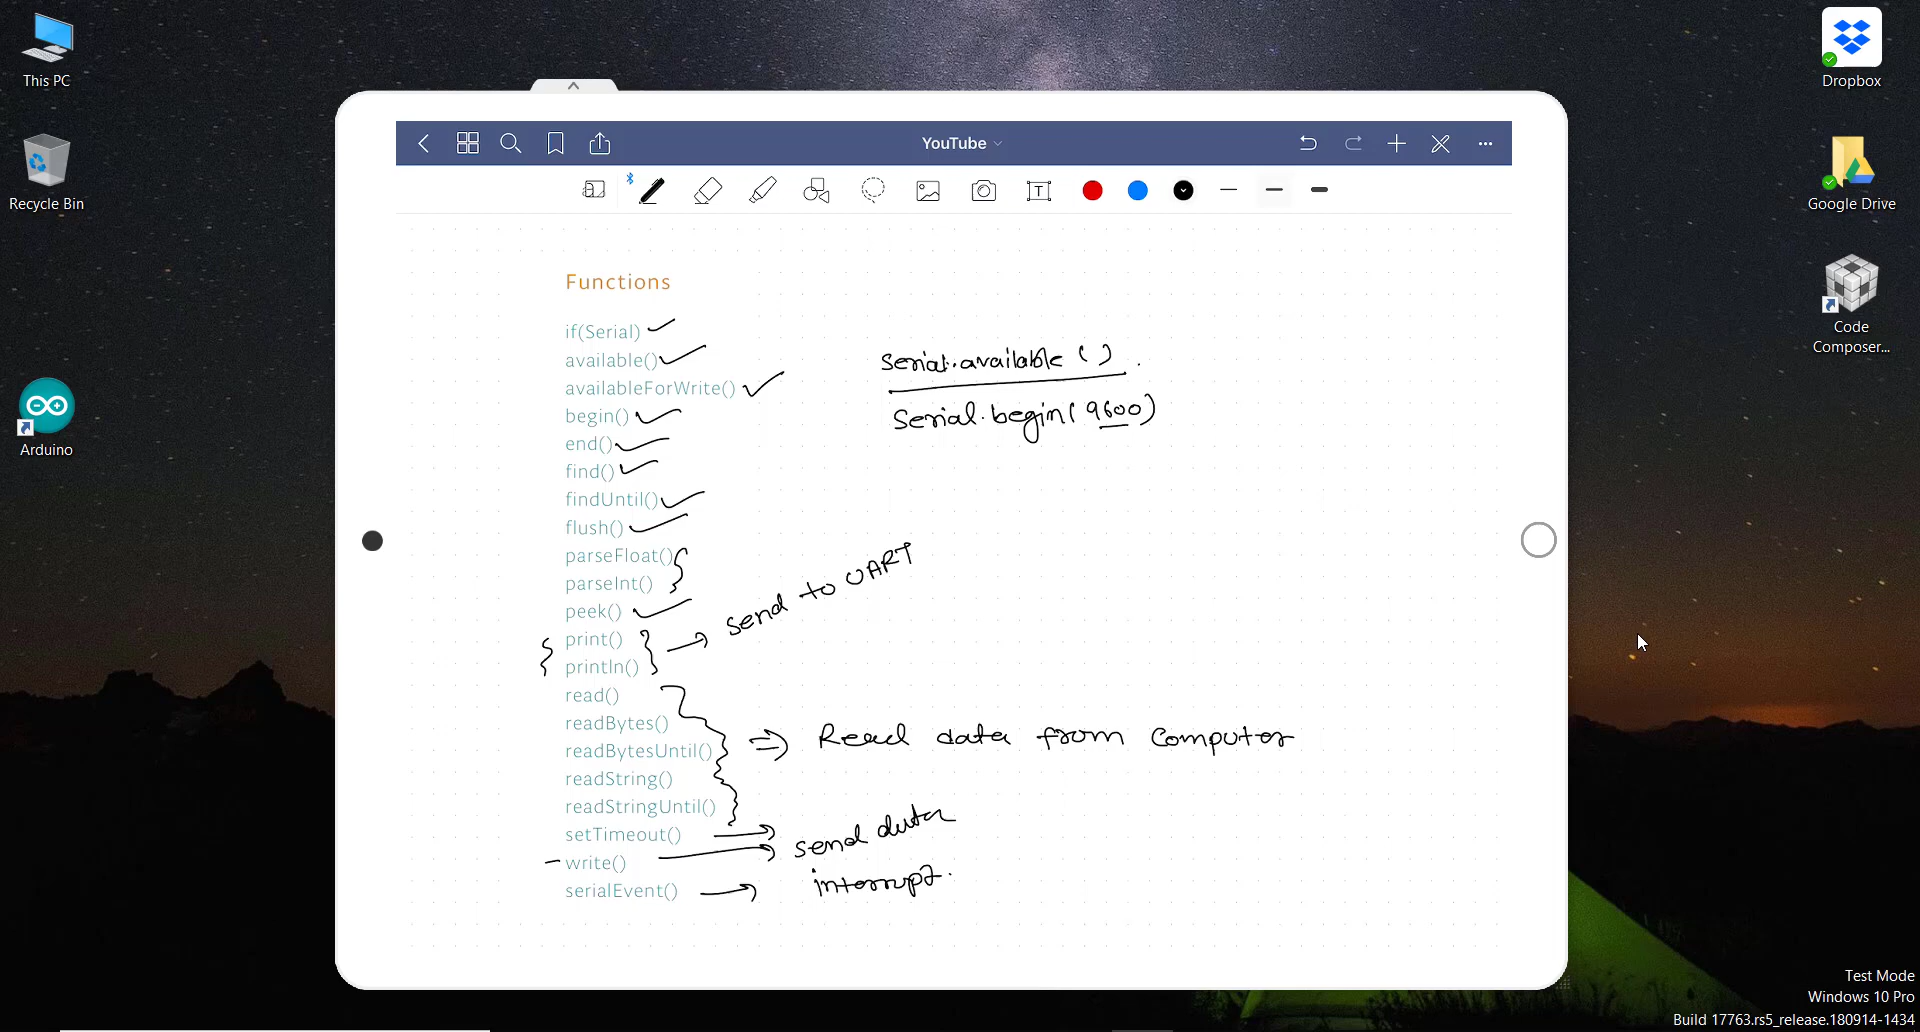 This PC
Recycle Bin
Arduino
Dropbox
Google Drive
Code
Composer...
YouTube
T
Functions
if(Serial)
available()
availableForWrite()
begin()
end()
find()
findUntil()
flush()
parseFloat()
parseInt()
peek()
print()
println()
read()
readBytes()
readBytesUntil()
readString()
readStringUntil()
setTimeout()
write()
serialEvent()
Serial.available ( ) .
Serial.begin( 9600 )
send to UART
Read data from Computer
send data
interrupt.
Test Mode
Windows 10 Pro
Build 17763.rs5_release.180914-1434